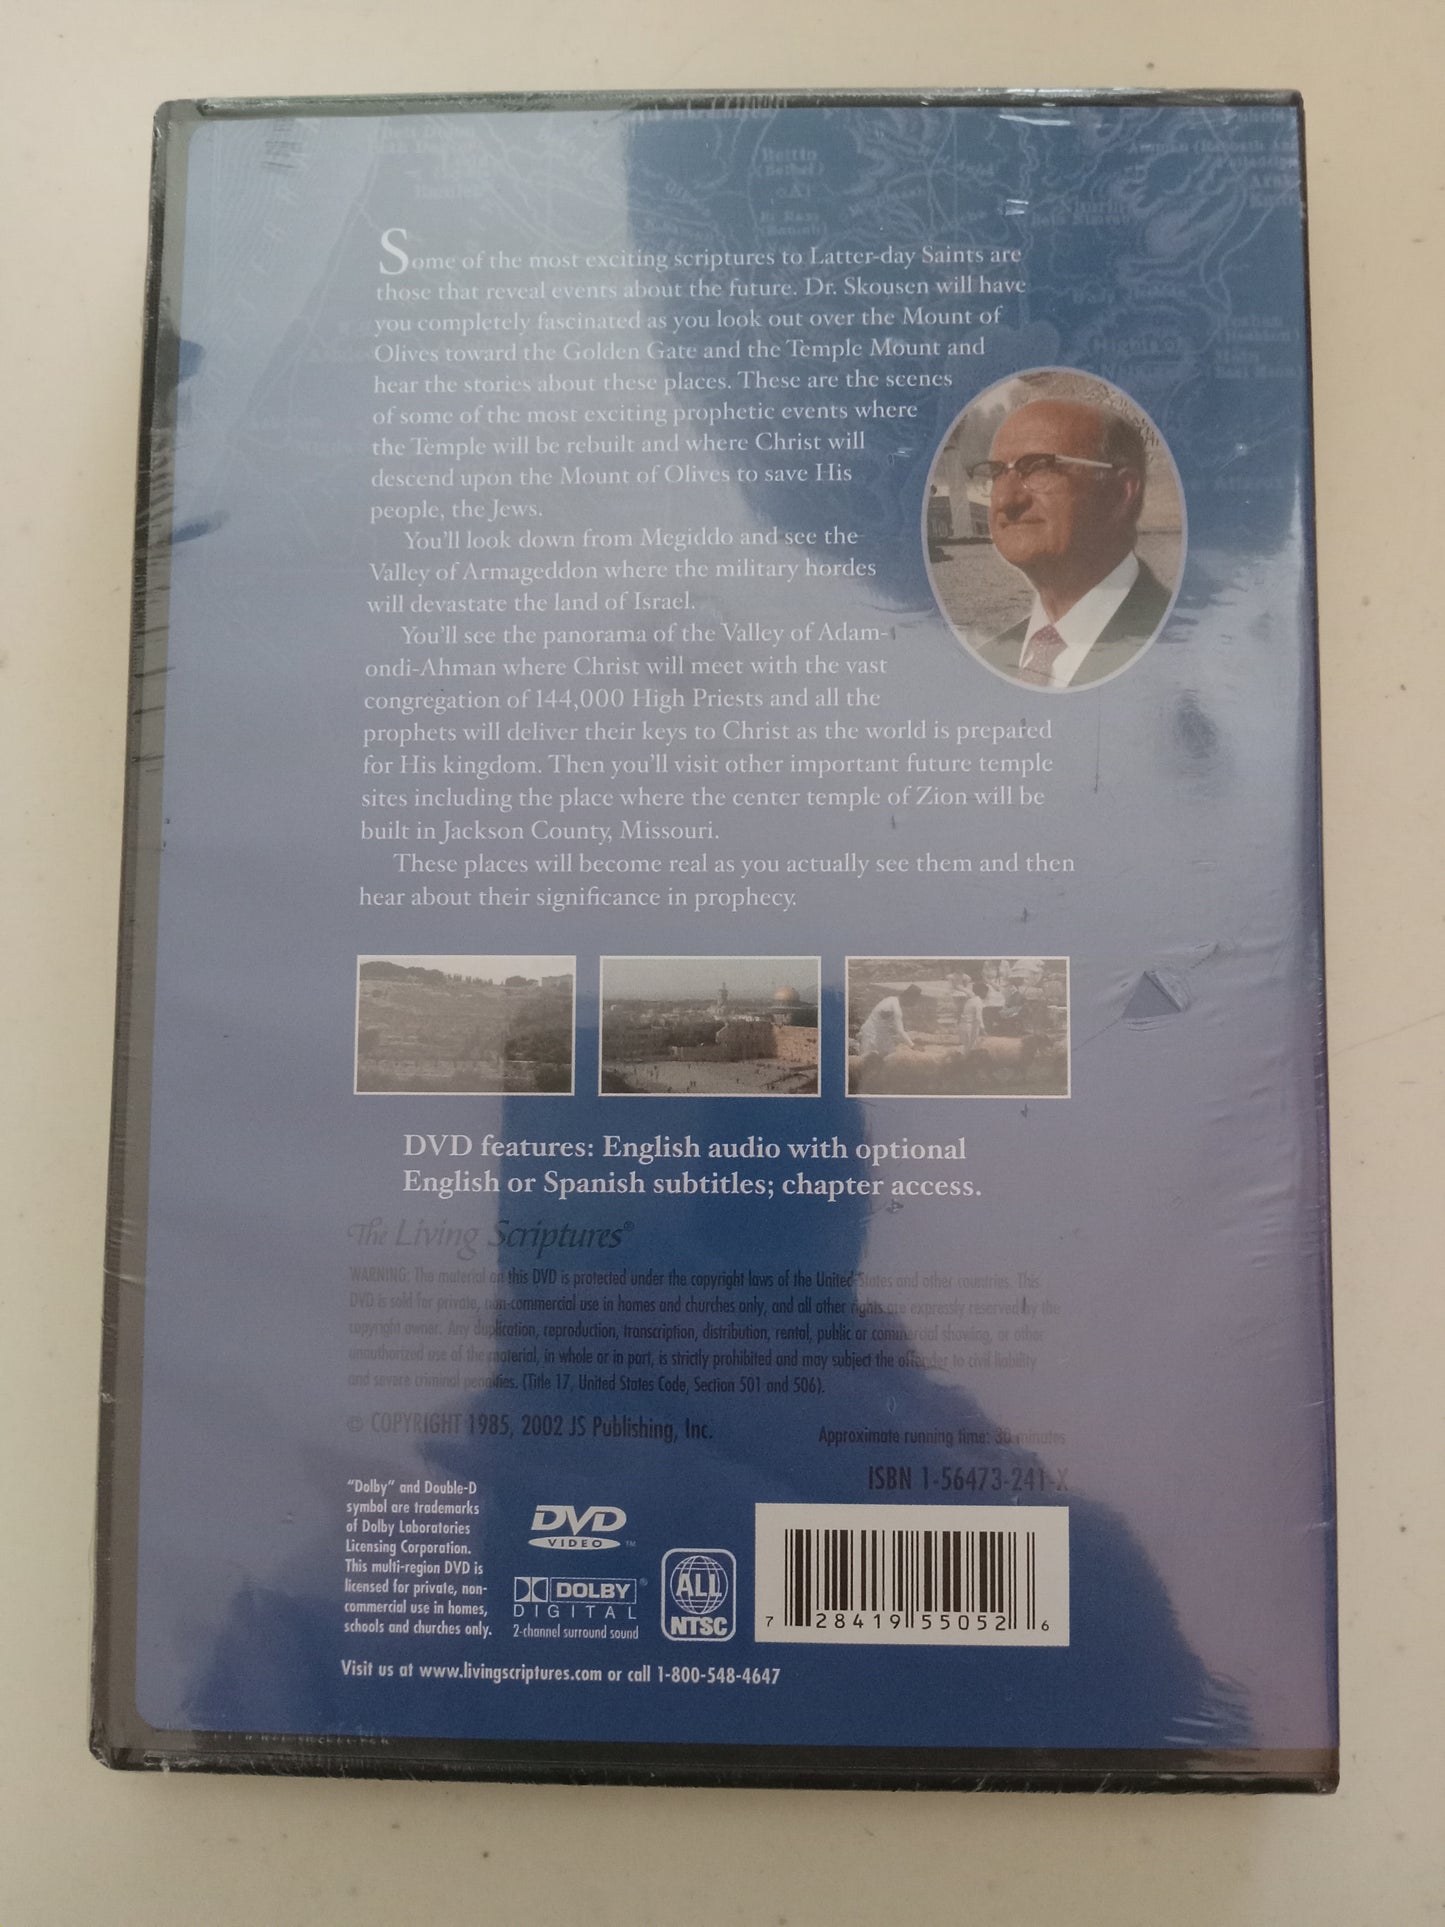 Some of the most exciting scriptures to Latter-day Saints are
those that reveal events about the future. Dr. Skousen will have
you completely fascinated as you look out over the Mount of
Olives toward the Golden Gate and the Temple Mount and
hear the stories about these places. These are the scenes
of some of the most exciting prophetic events where
the Temple will be rebuilt and where Christ will
descend upon the Mount of Olives to save His
people, the Jews.
You'll look down from Megiddo and see the
Valley of Armageddon where the military hordes
will devastate the land of Israel.
You'll see the panorama of the Valley of Adam-
ondi-Ahman where Christ will meet with the vast
congregation of 144,000 High Priests and all the
prophets will deliver their keys to Christ as the world is prepared
for His kingdom. Then you'll visit other important future temple
sites including the place where the center temple of Zion will be
built in Jackson County, Missouri.
These places will become real as you actually see them and then
hear about their significance in prophecy.
DVD features: English audio with optional
English or Spanish subtitles; chapter access.
The Living Scriptures®
WARNING: The material on this DVD is protected under the copyright laws of the United States and other countries. This
DVD is sold for private, non-commercial use in homes and churches only, and all other rights are expressly reserved by the
copyright owner. Any duplication, reproduction, transcription, distribution, rental, public or commercial showing, or other
unauthorized use of the material, in whole or in part, is strictly prohibited and may subject the offender to civil liability
and severe criminal penalties. (Title 17, United States Code, Section 501 and 506).
© COPYRIGHT 1985, 2002 JS Publishing, Inc.
Approximate running time: 30 minutes
ISBN 1-56473-241-X
"Dolby" and Double-D
symbol are trademarks
of Dolby Laboratories
Licensing Corporation.
This multi-region DVD is
licensed for private, non-
commercial use in homes,
schools and churches only.
DVD
VIDEO ™
DOLBY ®
DIGITAL
2-channel surround sound
ALL
NTSC
7 28419 55052 6
Visit us at www.livingscriptures.com or call 1-800-548-4647